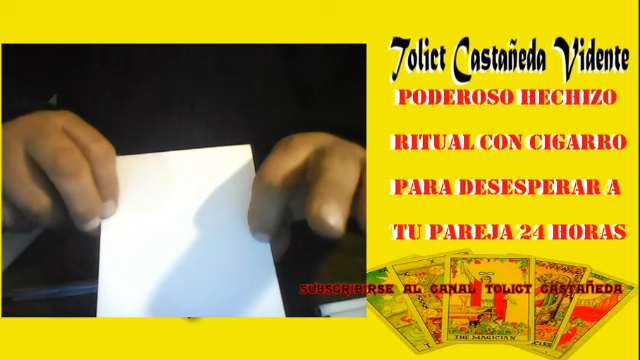 Tolict Castañeda Vidente
PODEROSO HECHIZO
RITUAL CON CIGARRO
PARA DESESPERAR A
TU PAREJA 24 HORAS
SUBSCRIBIRSE AL CANAL TOLICT CASTAÑEDA
THE MAGICIAN